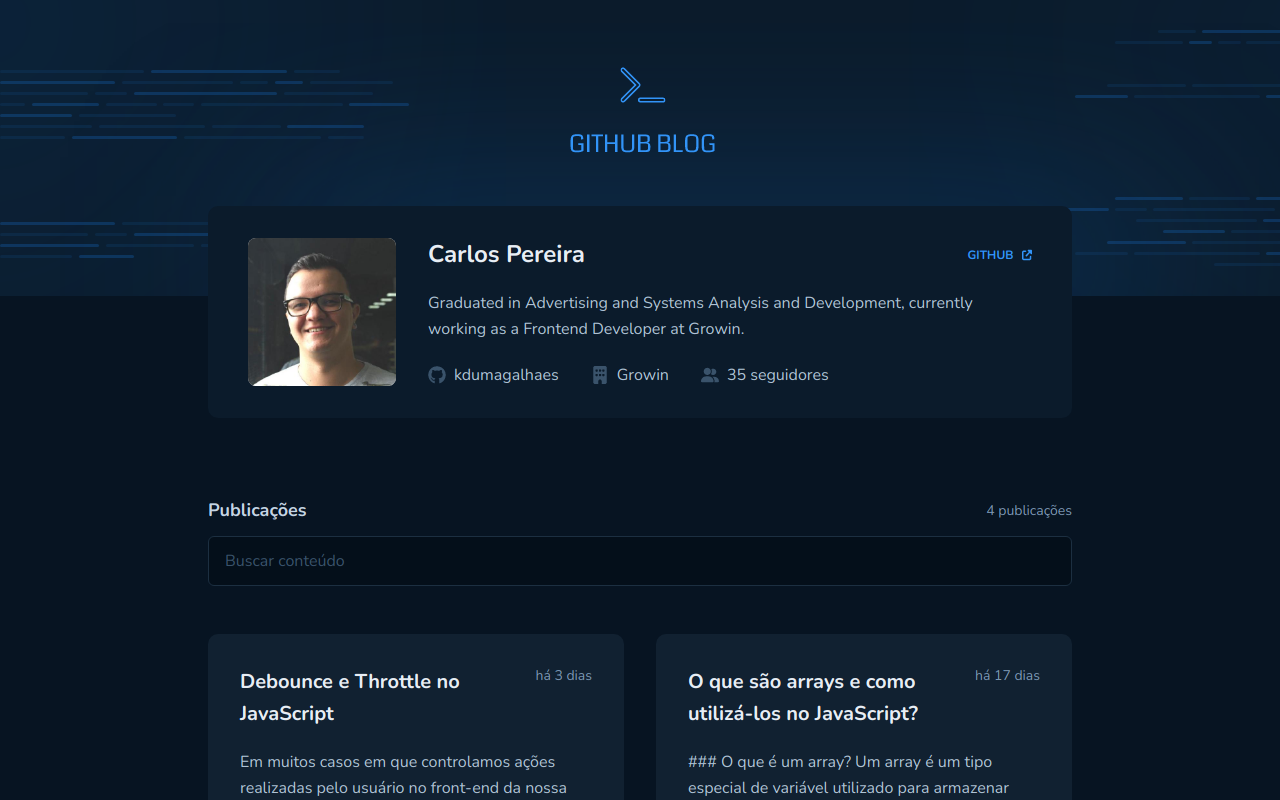 GITHUB BLOG
Carlos Pereira
GITHUB
Graduated in Advertising and Systems Analysis and Development, currently
working as a Frontend Developer at Growin.
kdumagalhaes
Growin
35 seguidores
Publicações
4 publicações
Buscar conteúdo
Debounce e Throttle no
JavaScript
há 3 dias
Em muitos casos em que controlamos ações
realizadas pelo usuário no front-end da nossa
O que são arrays e como
utilizá-los no JavaScript?
há 17 dias
### O que é um array? Um array é um tipo
especial de variável utilizado para armazenar